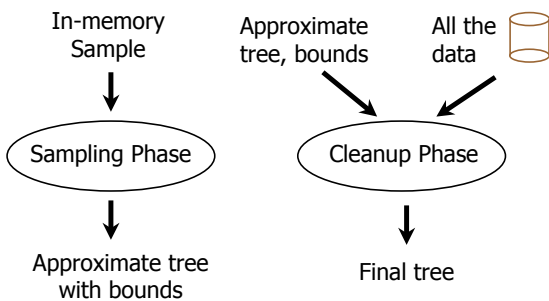 In-memory
Sample
Sampling Phase
Approximate tree
with bounds
Approximate
tree, bounds
All the
data
Cleanup Phase
Final tree